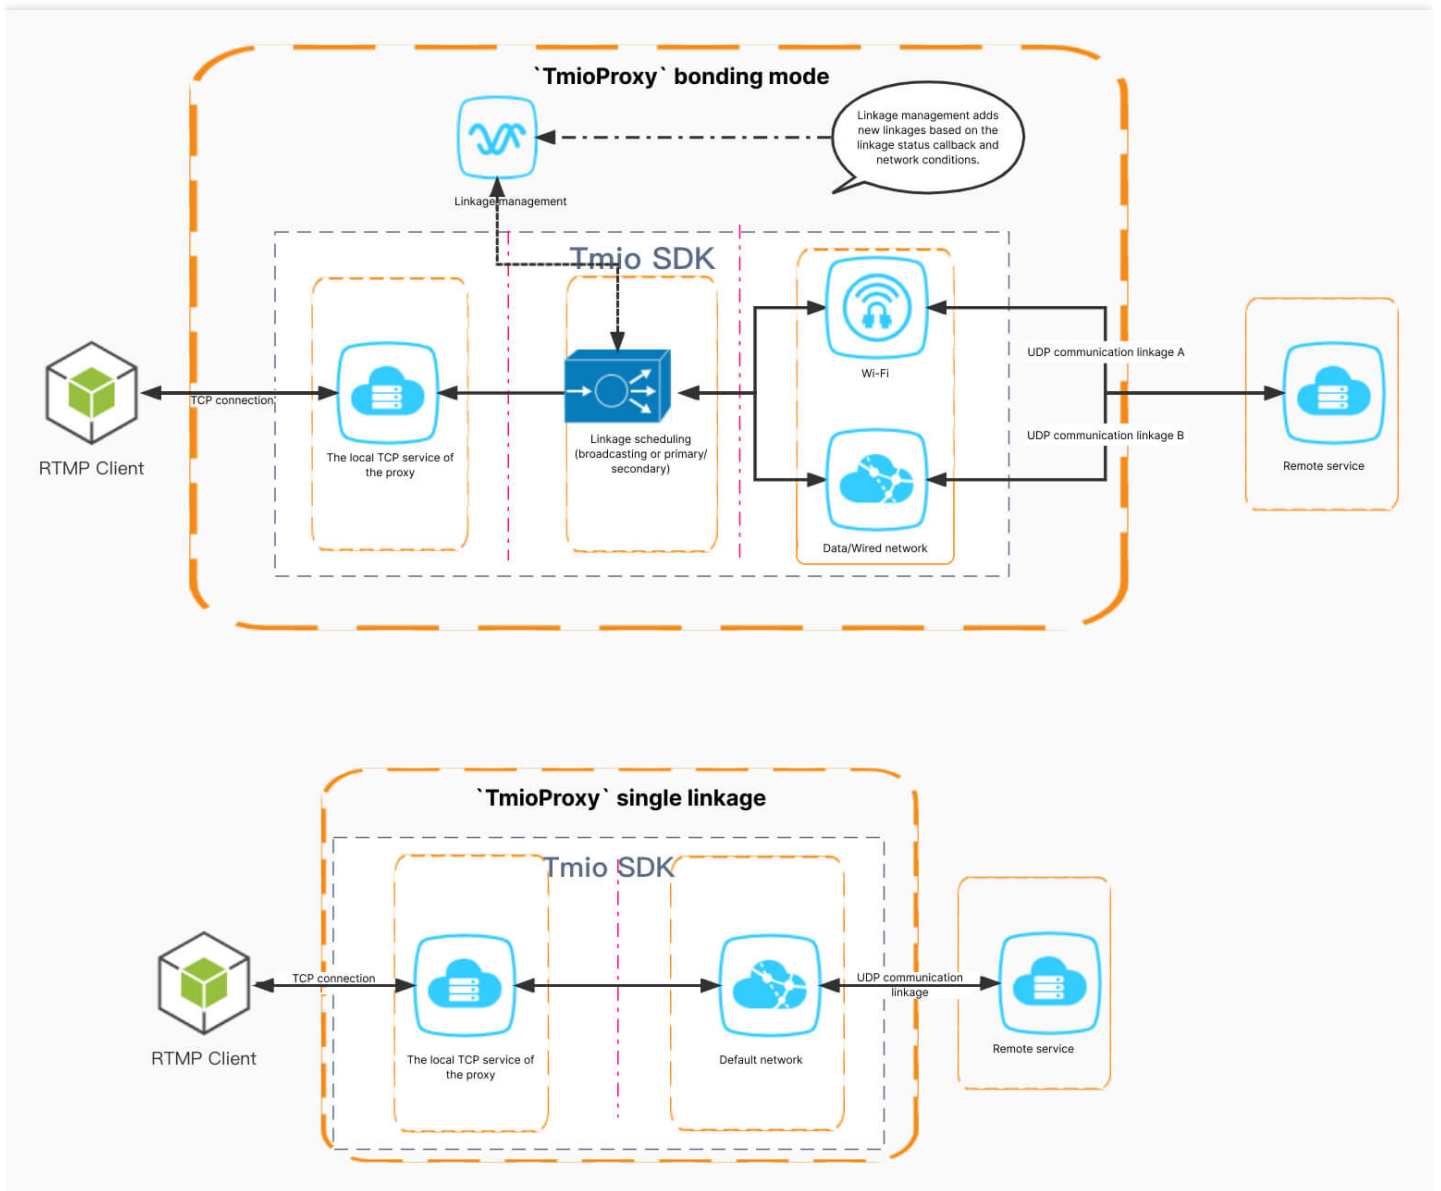 `TmioProxy` bonding mode
Linkage management adds
new linkages based on the
linkage status callback and
network conditions.
Linkage management
Tmio SDK
RTMP Client
TCP connection
The local TCP service of
the proxy
Linkage scheduling
(broadcasting or primary/
secondary)
Wi-Fi
Data/Wired network
UDP communication linkage A
UDP communication linkage B
Remote service
`TmioProxy` single linkage
Tmio SDK
RTMP Client
TCP connection
The local TCP service of
the proxy
Default network
UDP communication
linkage
Remote service